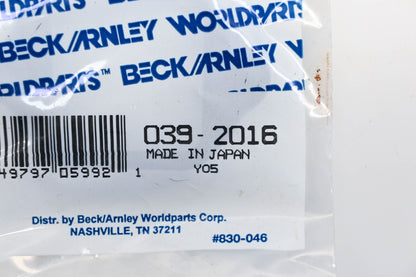 BECK/ARNLEY WORLDPARTS
RLDPARTS™ BECK/ARNLEY W
039-2016
MADE IN JAPAN
49797 05992 1
Y05
Distr. by Beck/Arnley Worldparts Corp.
NASHVILLE, TN 37211
#830-046